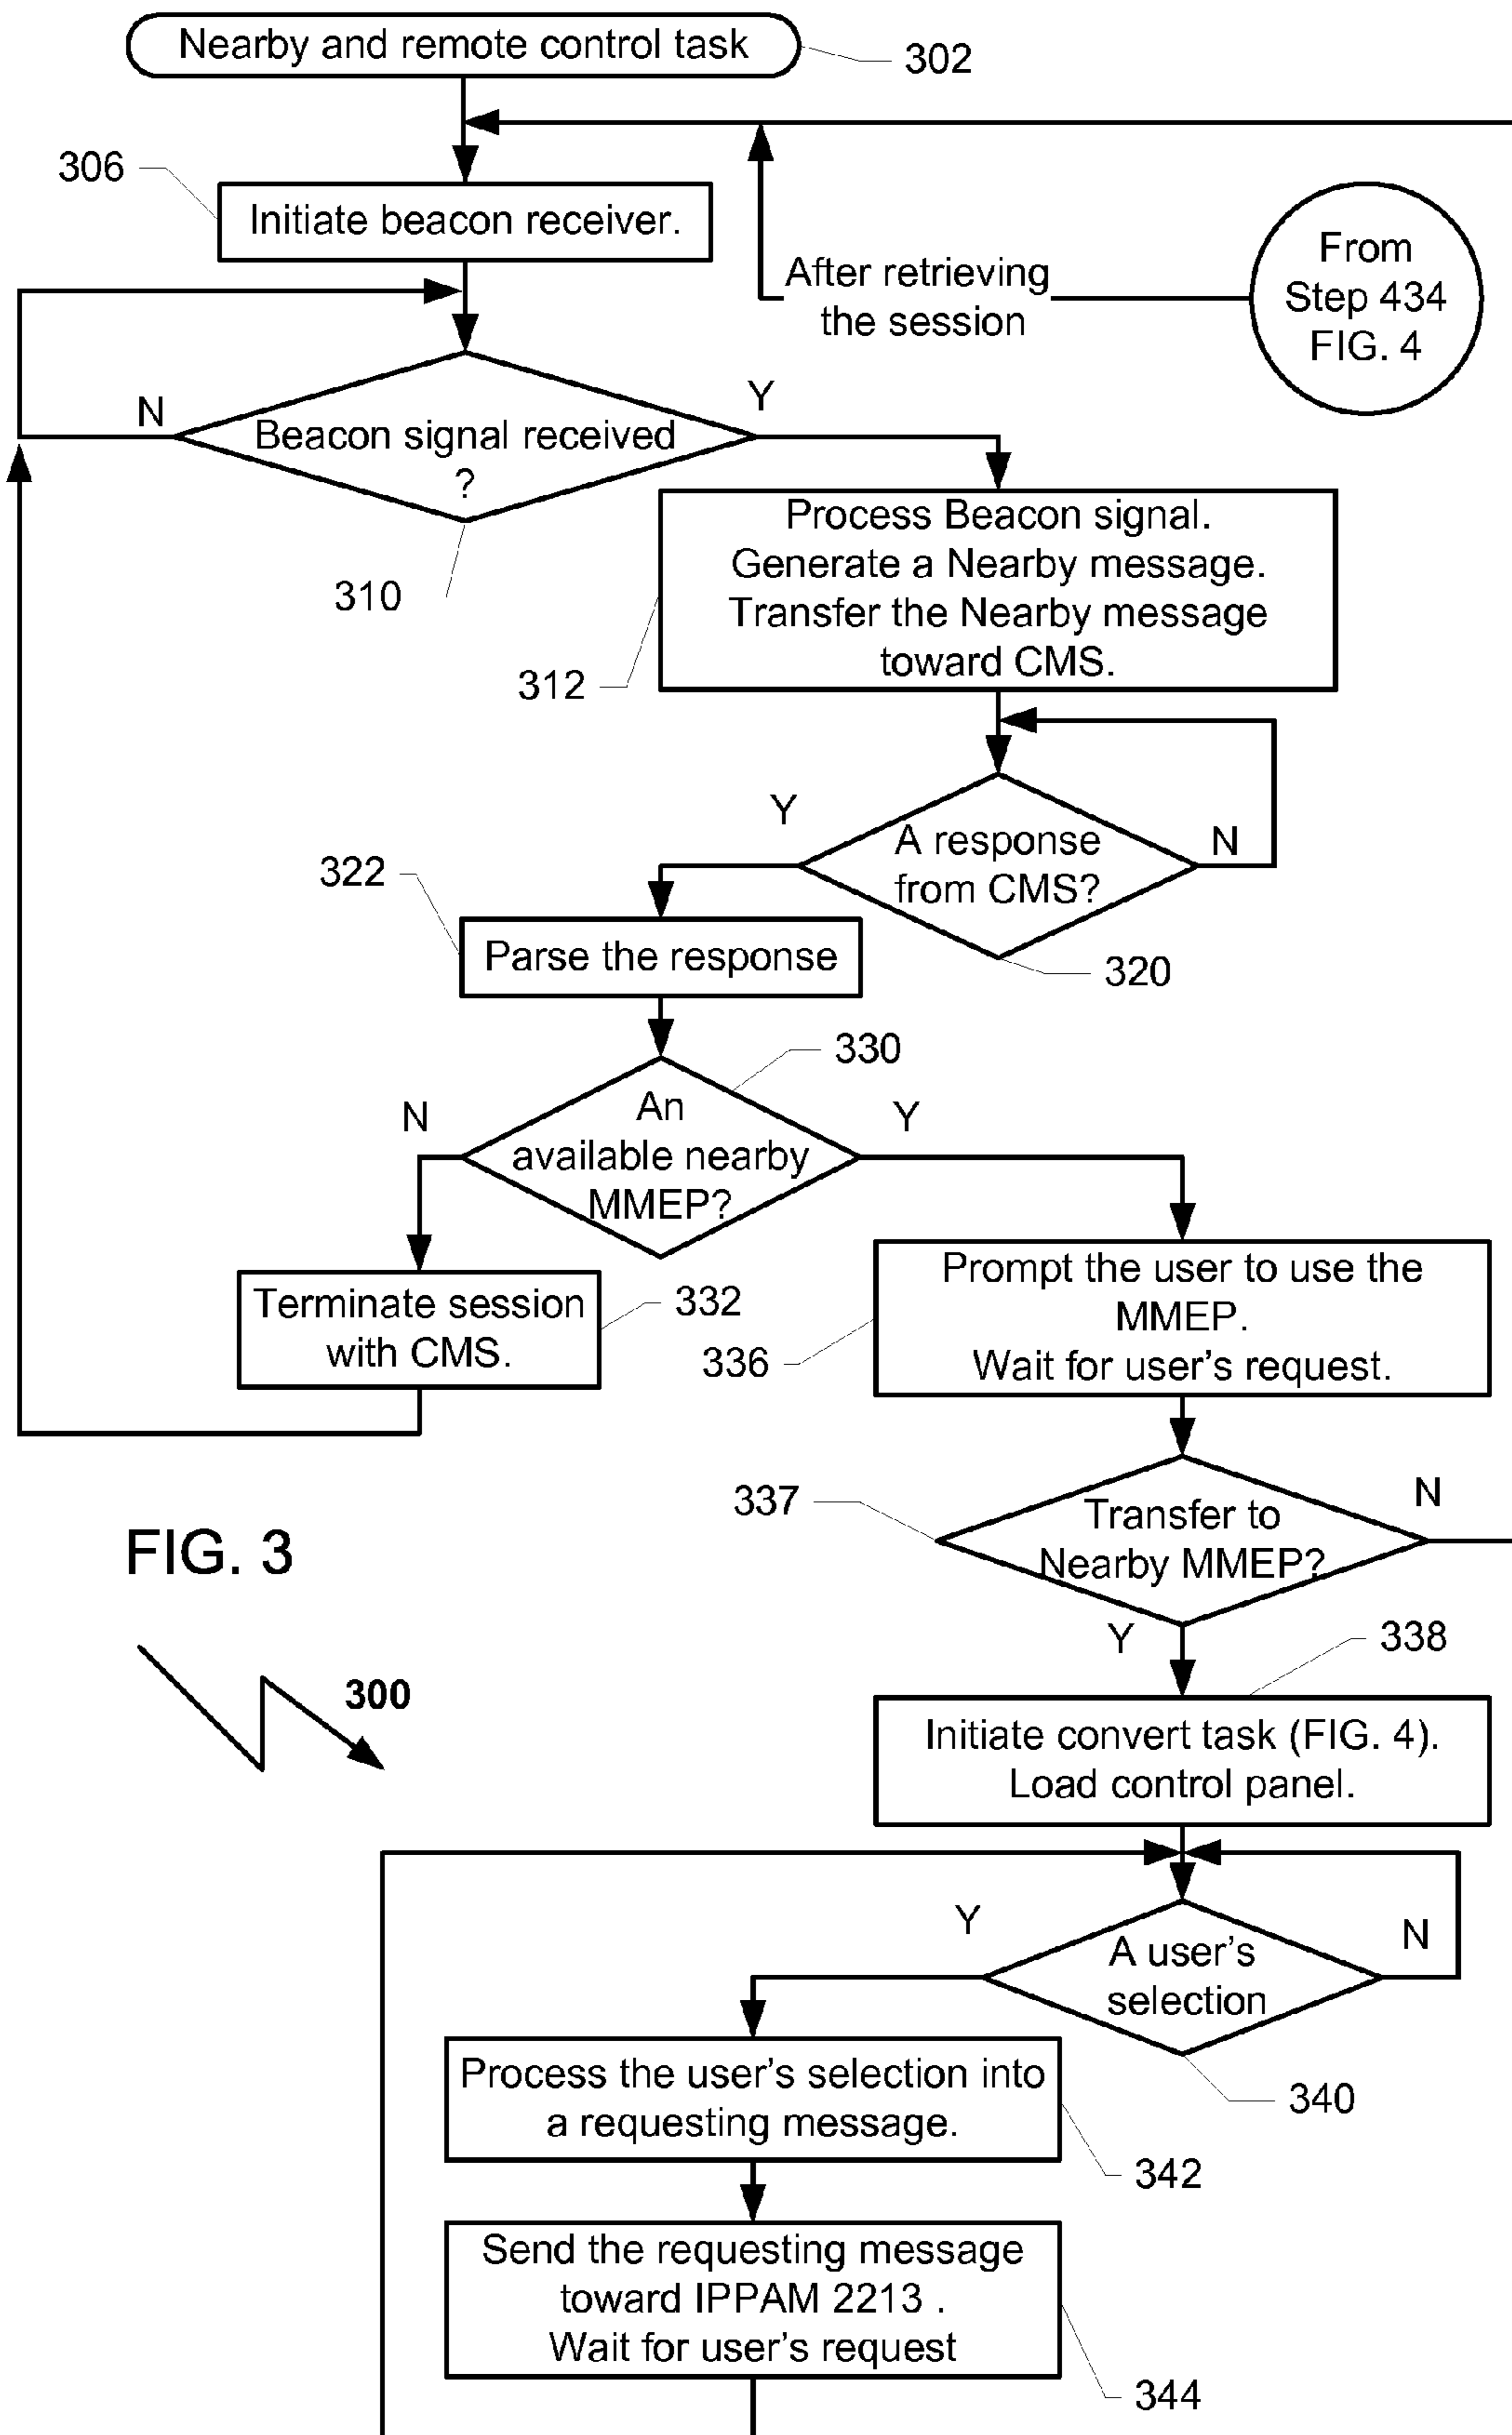 Nearby and remote control task
302
306
Initiate beacon receiver.
After retrieving
the session
From
Step 434
FIG. 4
N
Y
Beacon signal received
?
310
Process Beacon signal.
Generate a Nearby message.
Transfer the Nearby message
toward CMS.
312
Y
A response
from CMS?
N
320
322
Parse the response
330
N
An
available nearby
MMEP?
Y
Terminate session
with CMS.
332
Prompt the user to use the
MMEP.
Wait for user's request.
336
337
Transfer to
Nearby MMEP?
N
Y
FIG. 3
300
338
Initiate convert task (FIG. 4).
Load control panel.
Y
A user's
selection
N
340
Process the user's selection into
a requesting message.
342
Send the requesting message
toward IPPAM 2213 .
Wait for user's request
344